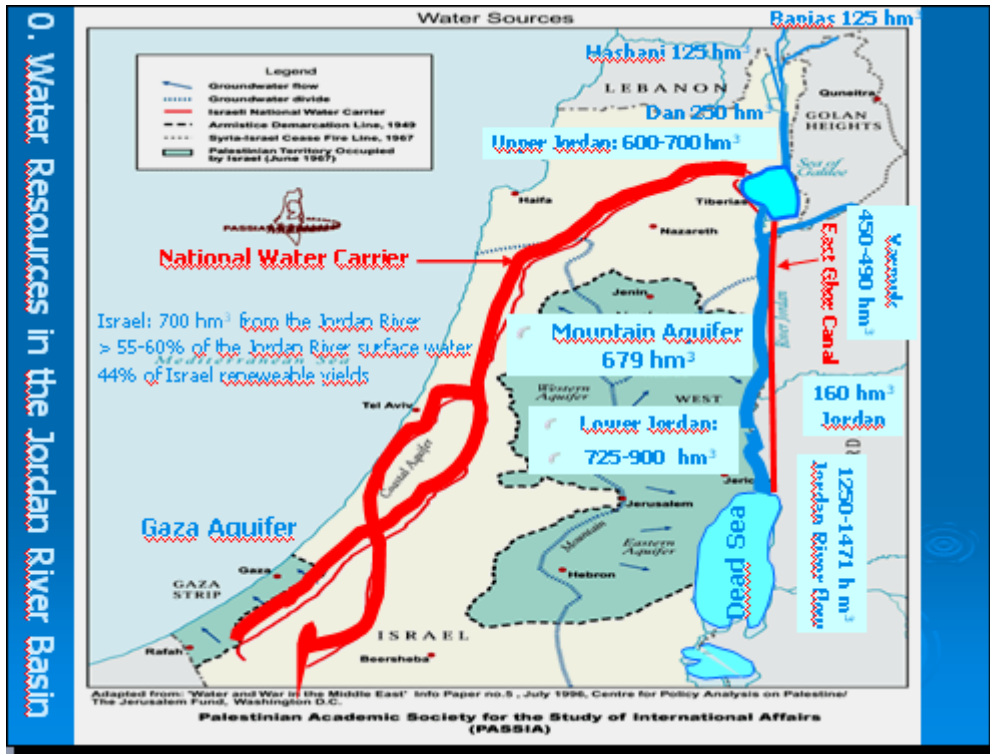 0. Water Resources in the Jordan River Basin
Water Sources
Banias 125 hm³
Hashani 125 hm³
LEBANON
Dan 250 hm
Quneitra
GOLAN
HEIGHTS
Upper Jordan: 600-700 hm³
Legend
Groundwater flow
Groundwater divide
Israeli National Water Carrier
Armistice Demarcation Line, 1949
Syria-Israel Cease Fire Line, 1967
Palestinian Territory Occupied
by Israel (June 1967)
PASSIA
Sea of
Galilee
Tiberias
Haifa
Nazareth
National Water Carrier
Yarmuk
450-490 hm³
East Ghor Canal
River Jordan
Jenin
Israel: 700 hm³ from the Jordan River
> 55-60% of the Jordan River surface water
44% of Israel reneweable yields
Mediterranean Sea
Mountain Aquifer
679 hm³
Western
Aquifer
WEST
160 hm³
Jordan
Tel Aviv
Coastal Aquifer
Lower Jordan:
725-900 hm³
Jeric
1250-1471 h m³
Jordan River flow
Jerusalem
Gaza Aquifer
Mountain
Eastern
Aquifer
Dead Sea
Gaza
GAZA
STRIP
Hebron
ISRAEL
Rafah
Beersheba
Adapted from: 'Water and War in the Middle East' Info Paper no.5 , July 1996, Centre for Policy Analysis on Palestine/
The Jerusalem Fund, Washington D.C.
Palestinian Academic Society for the Study of International Affairs
(PASSIA)